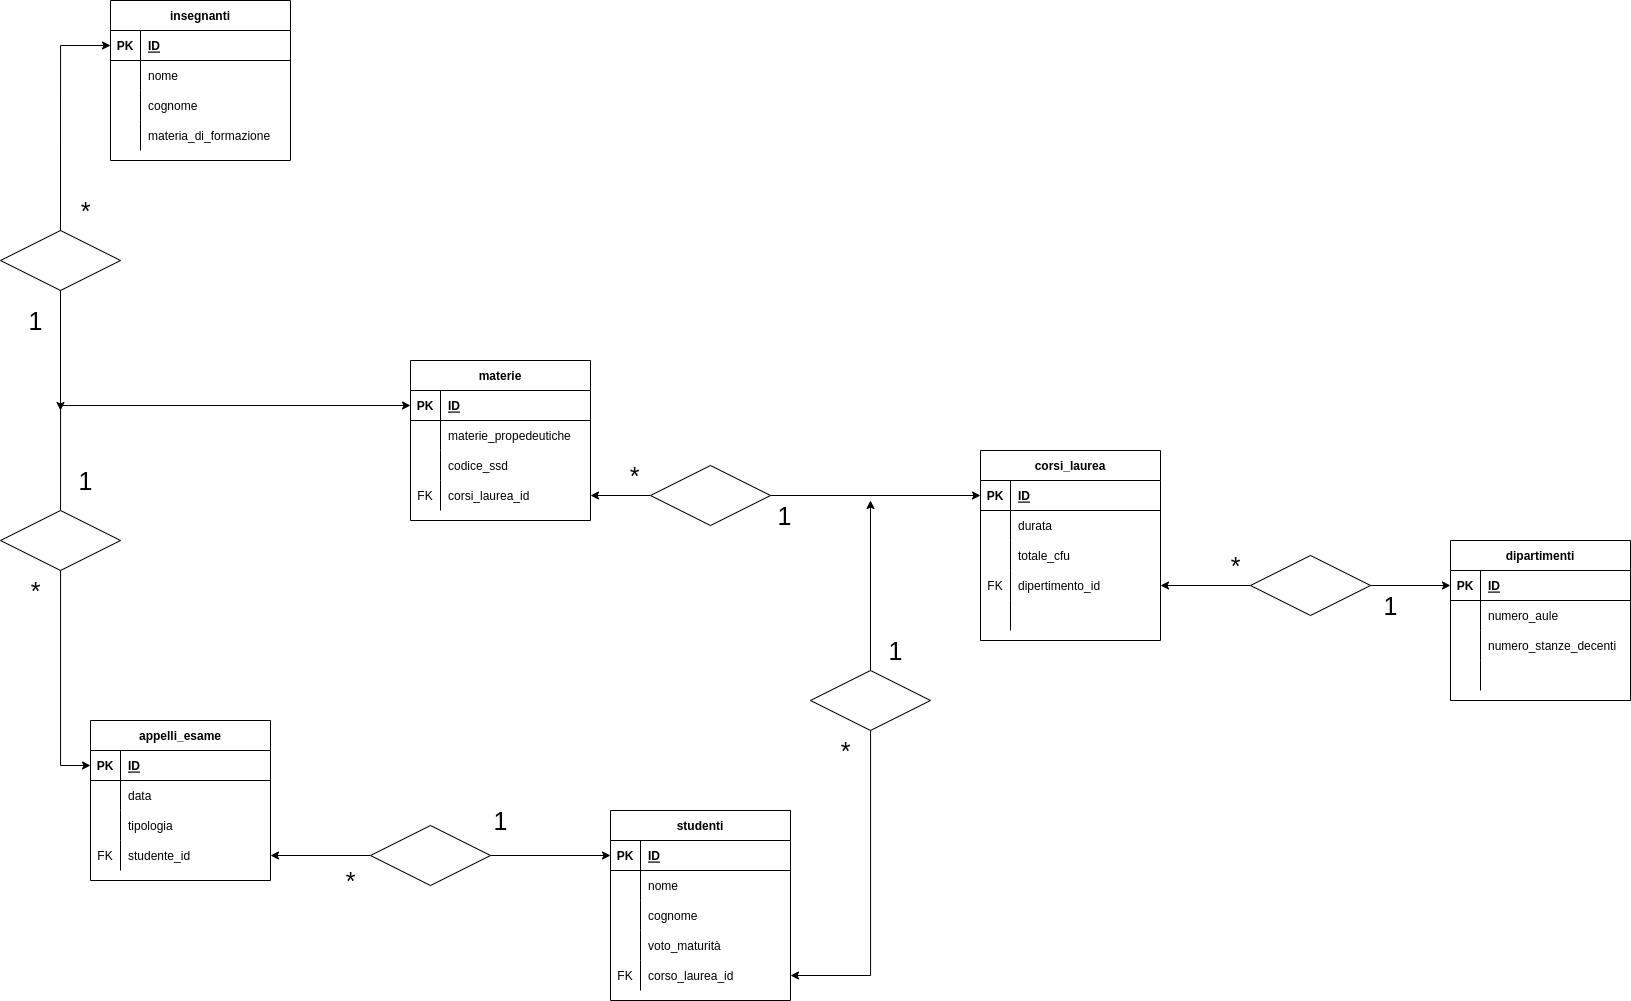 insegnanti
PK ID
nome
cognome
materia_di_formazione
*
1
materie
PK ID
materie_propedeutiche
codice_ssd
FK corsi_laurea_id
*
1
corsi_laurea
PK ID
durata
totale_cfu
FK dipertimento_id
*
1
dipartimenti
PK ID
numero_aule
numero_stanze_decenti
1
*
1
*
appelli_esame
PK ID
data
tipologia
FK studente_id
*
1
studenti
PK ID
nome
cognome
voto_maturità
FK corso_laurea_id